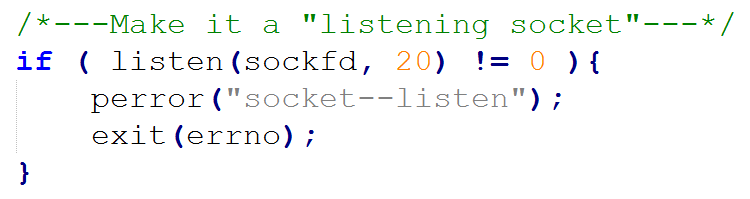 /*---Make it a "listening socket"---*/
if ( listen(sockfd, 20) != 0 ){
    perror("socket--listen");
    exit(errno);
}